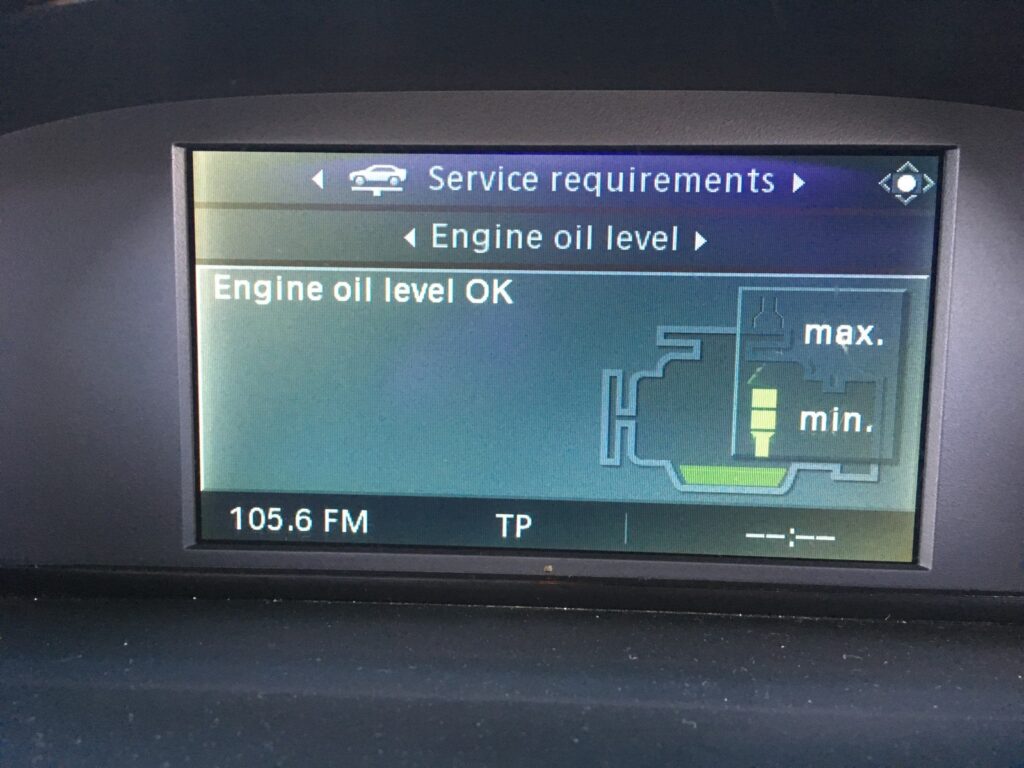 Service requirements
Engine oil level
Engine oil level OK
max.
min.
105.6 FM TP --:--